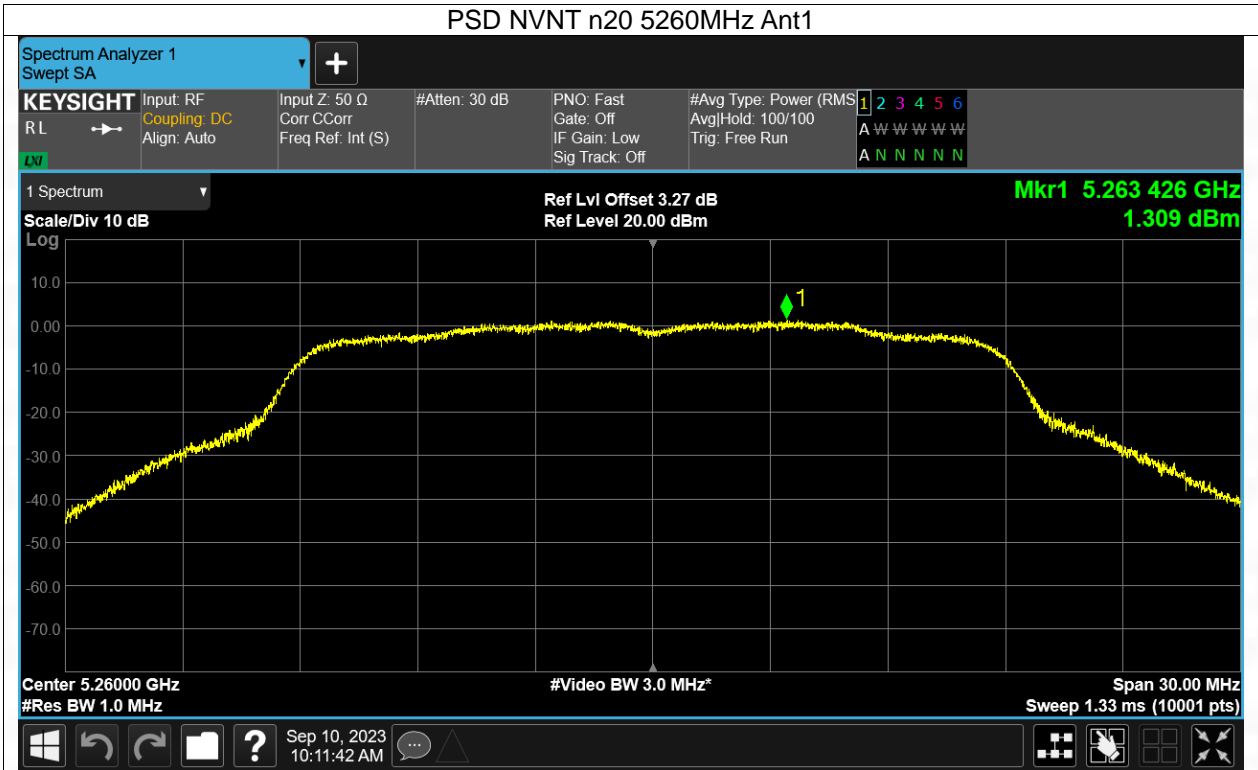 PSD NVNT n20 5260MHz Ant1
Spectrum Analyzer 1
Swept SA
KEYSIGHT
RL
LXI
Input: RF
Coupling: DC
Align: Auto
Input Z: 50 Ω
Corr CCorr
Freq Ref: Int (S)
#Atten: 30 dB
PNO: Fast
Gate: Off
IF Gain: Low
Sig Track: Off
#Avg Type: Power (RMS
Avg|Hold: 100/100
Trig: Free Run
1 2 3 4 5 6
A W W W W W
A N N N N N
1 Spectrum
Scale/Div 10 dB
Log
Ref Lvl Offset 3.27 dB
Ref Level 20.00 dBm
Mkr1 5.263 426 GHz
1.309 dBm
10.0
0.00
-10.0
-20.0
-30.0
-40.0
-50.0
-60.0
-70.0
1
Center 5.26000 GHz
#Res BW 1.0 MHz
#Video BW 3.0 MHz*
Span 30.00 MHz
Sweep 1.33 ms (10001 pts)
?
Sep 10, 2023
10:11:42 AM